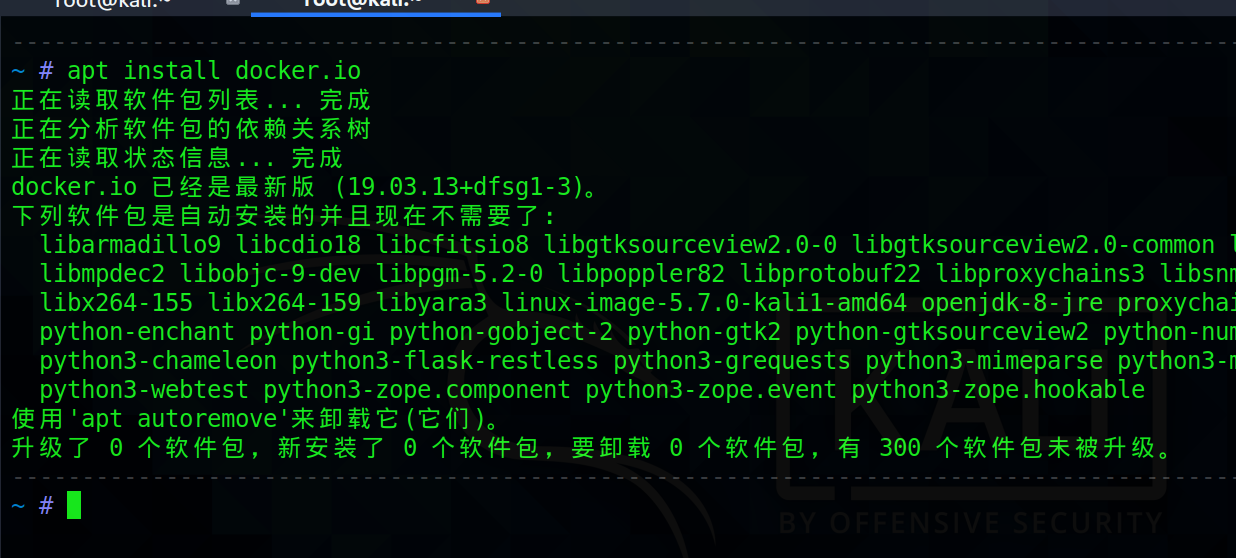 root@kali:~ root@kali:~
~ # apt install docker.io
正在读取软件包列表... 完成
正在分析软件包的依赖关系树
正在读取状态信息... 完成
docker.io 已经是最新版 (19.03.13+dfsg1-3)。
下列软件包是自动安装的并且现在不需要了:
libarmadillo9 libcdio18 libcfitsio8 libgtksourceview2.0-0 libgtksourceview2.0-common
libmpdec2 libobjc-9-dev libpgm-5.2-0 libpoppler82 libprotobuf22 libproxychains3 libsnm
libx264-155 libx264-159 libyara3 linux-image-5.7.0-kali1-amd64 openjdk-8-jre proxychai
python-enchant python-gi python-gobject-2 python-gtk2 python-gtksourceview2 python-num
python3-chameleon python3-flask-restless python3-grequests python3-mimeparse python3-m
python3-webtest python3-zope.component python3-zope.event python3-zope.hookable
使用'apt autoremove'来卸载它(它们)。
升级了 0 个软件包，新安装了 0 个软件包，要卸载 0 个软件包，有 300 个软件包未被升级。
~ #
KALI
BY OFFENSIVE SECURITY